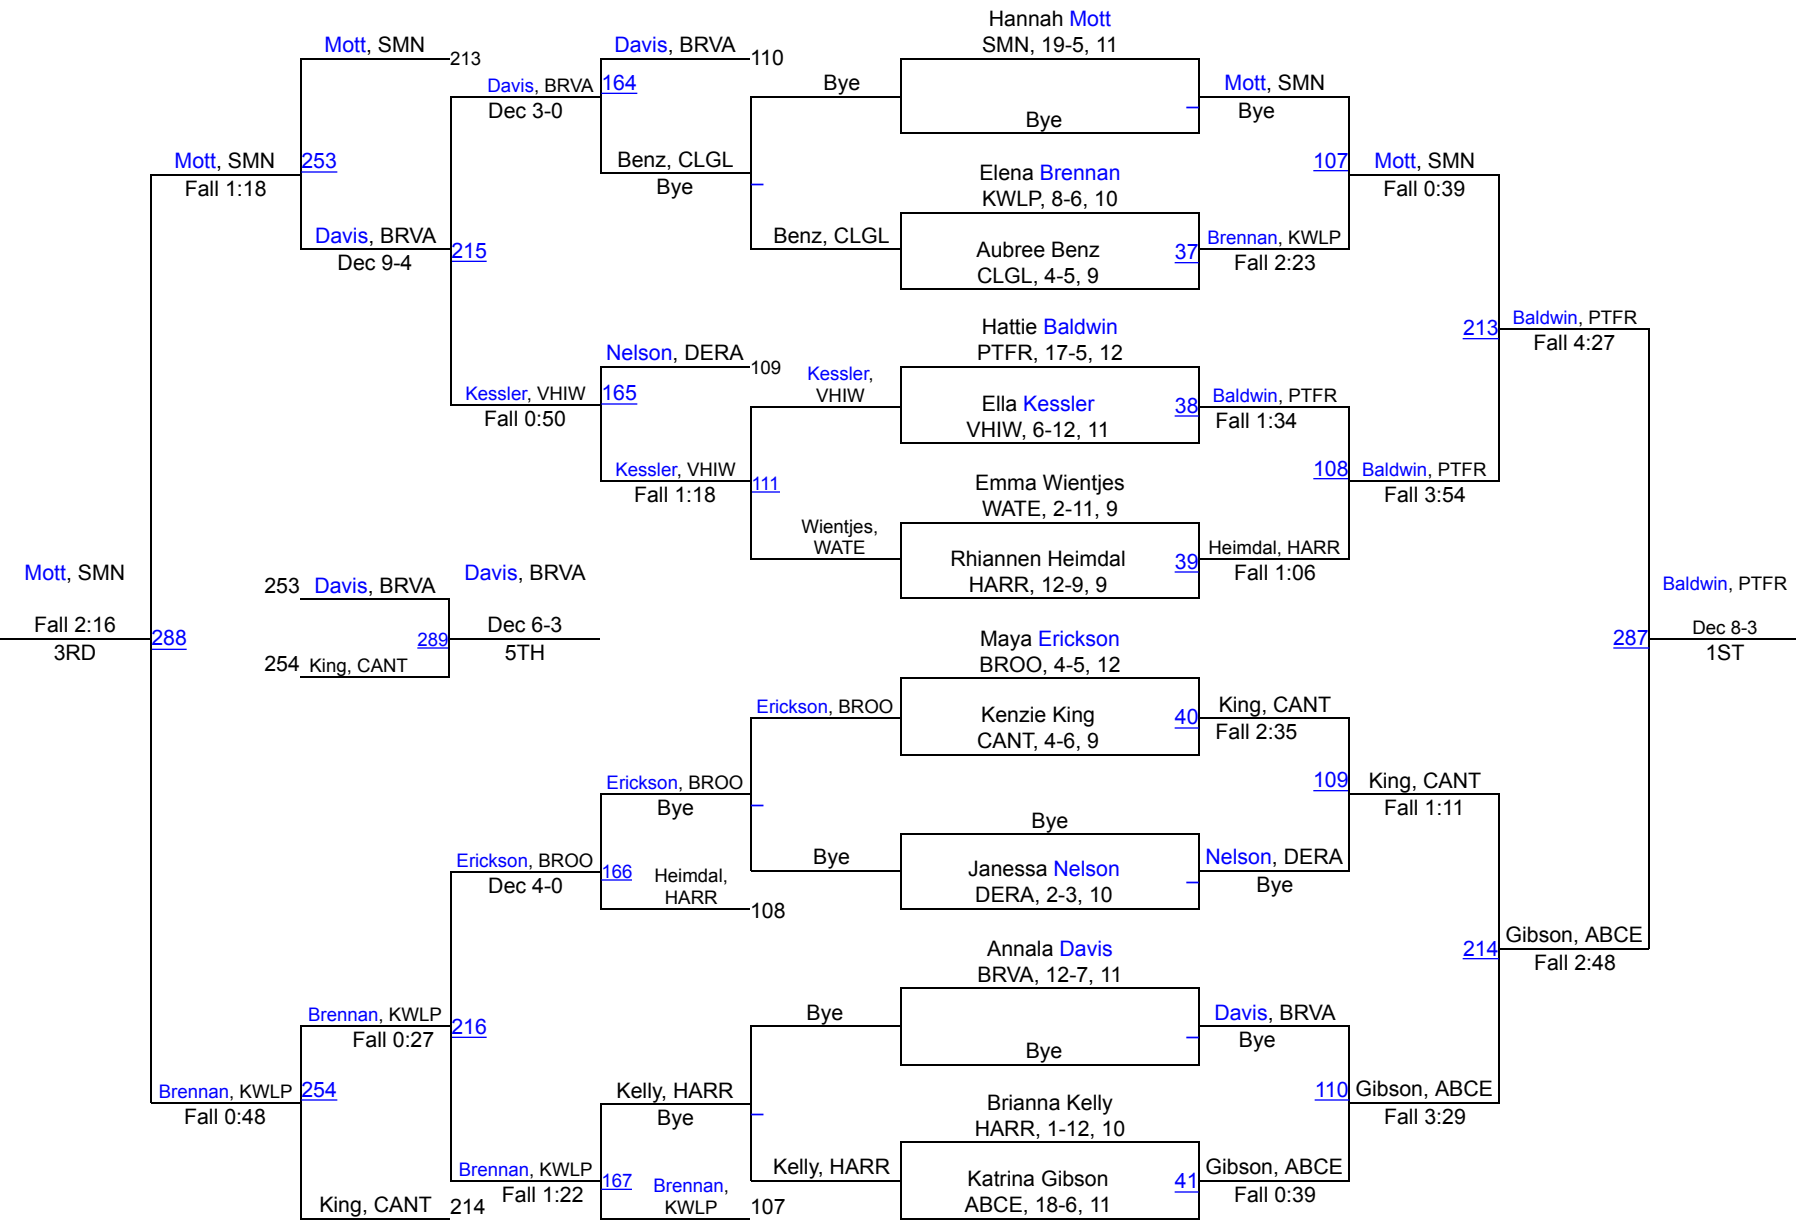 Hannah Mott
SMN, 19-5, 11
Mott, SMN
213
Davis, BRVA
110
Davis, BRVA
164
Dec 3-0
Bye
Mott, SMN
Bye
Bye
Mott, SMN
253
Fall 1:18
Benz, CLGL
Bye
Elena Brennan
KWLP, 8-6, 10
107
Mott, SMN
Fall 0:39
Davis, BRVA
215
Dec 9-4
Benz, CLGL
Aubree Benz
CLGL, 4-5, 9
37
Brennan, KWLP
Fall 2:23
Hattie Baldwin
PTFR, 17-5, 12
213
Baldwin, PTFR
Fall 4:27
Nelson, DERA
109
Kessler, VHIW
165
Fall 0:50
Kessler,
VHIW
Ella Kessler
VHIW, 6-12, 11
38
Baldwin, PTFR
Fall 1:34
Kessler, VHIW
Fall 1:18
111
Emma Wientjes
WATE, 2-11, 9
108
Baldwin, PTFR
Fall 3:54
Wientjes,
WATE
Rhiannen Heimdal
HARR, 12-9, 9
39
Heimdal, HARR
Fall 1:06
Mott, SMN
Fall 2:16
3RD
288
253
Davis, BRVA
Davis, BRVA
289
Dec 6-3
5TH
254
King, CANT
Maya Erickson
BROO, 4-5, 12
287
Baldwin, PTFR
Dec 8-3
1ST
Erickson, BROO
Kenzie King
CANT, 4-6, 9
40
King, CANT
Fall 2:35
Erickson, BROO
Bye
109
King, CANT
Fall 1:11
Bye
Bye
Janessa Nelson
DERA, 2-3, 10
Nelson, DERA
Bye
Erickson, BROO
Dec 4-0
166
Heimdal,
HARR
108
Annala Davis
BRVA, 12-7, 11
214
Gibson, ABCE
Fall 2:48
Brennan, KWLP
Fall 0:27
216
Bye
Bye
Davis, BRVA
Bye
Brennan, KWLP
Fall 0:48
254
Kelly, HARR
Bye
Brianna Kelly
HARR, 1-12, 10
110
Gibson, ABCE
Fall 3:29
Brennan, KWLP
Fall 1:22
167
Brennan,
KWLP
107
Kelly, HARR
Katrina Gibson
ABCE, 18-6, 11
41
Gibson, ABCE
Fall 0:39
King, CANT
214